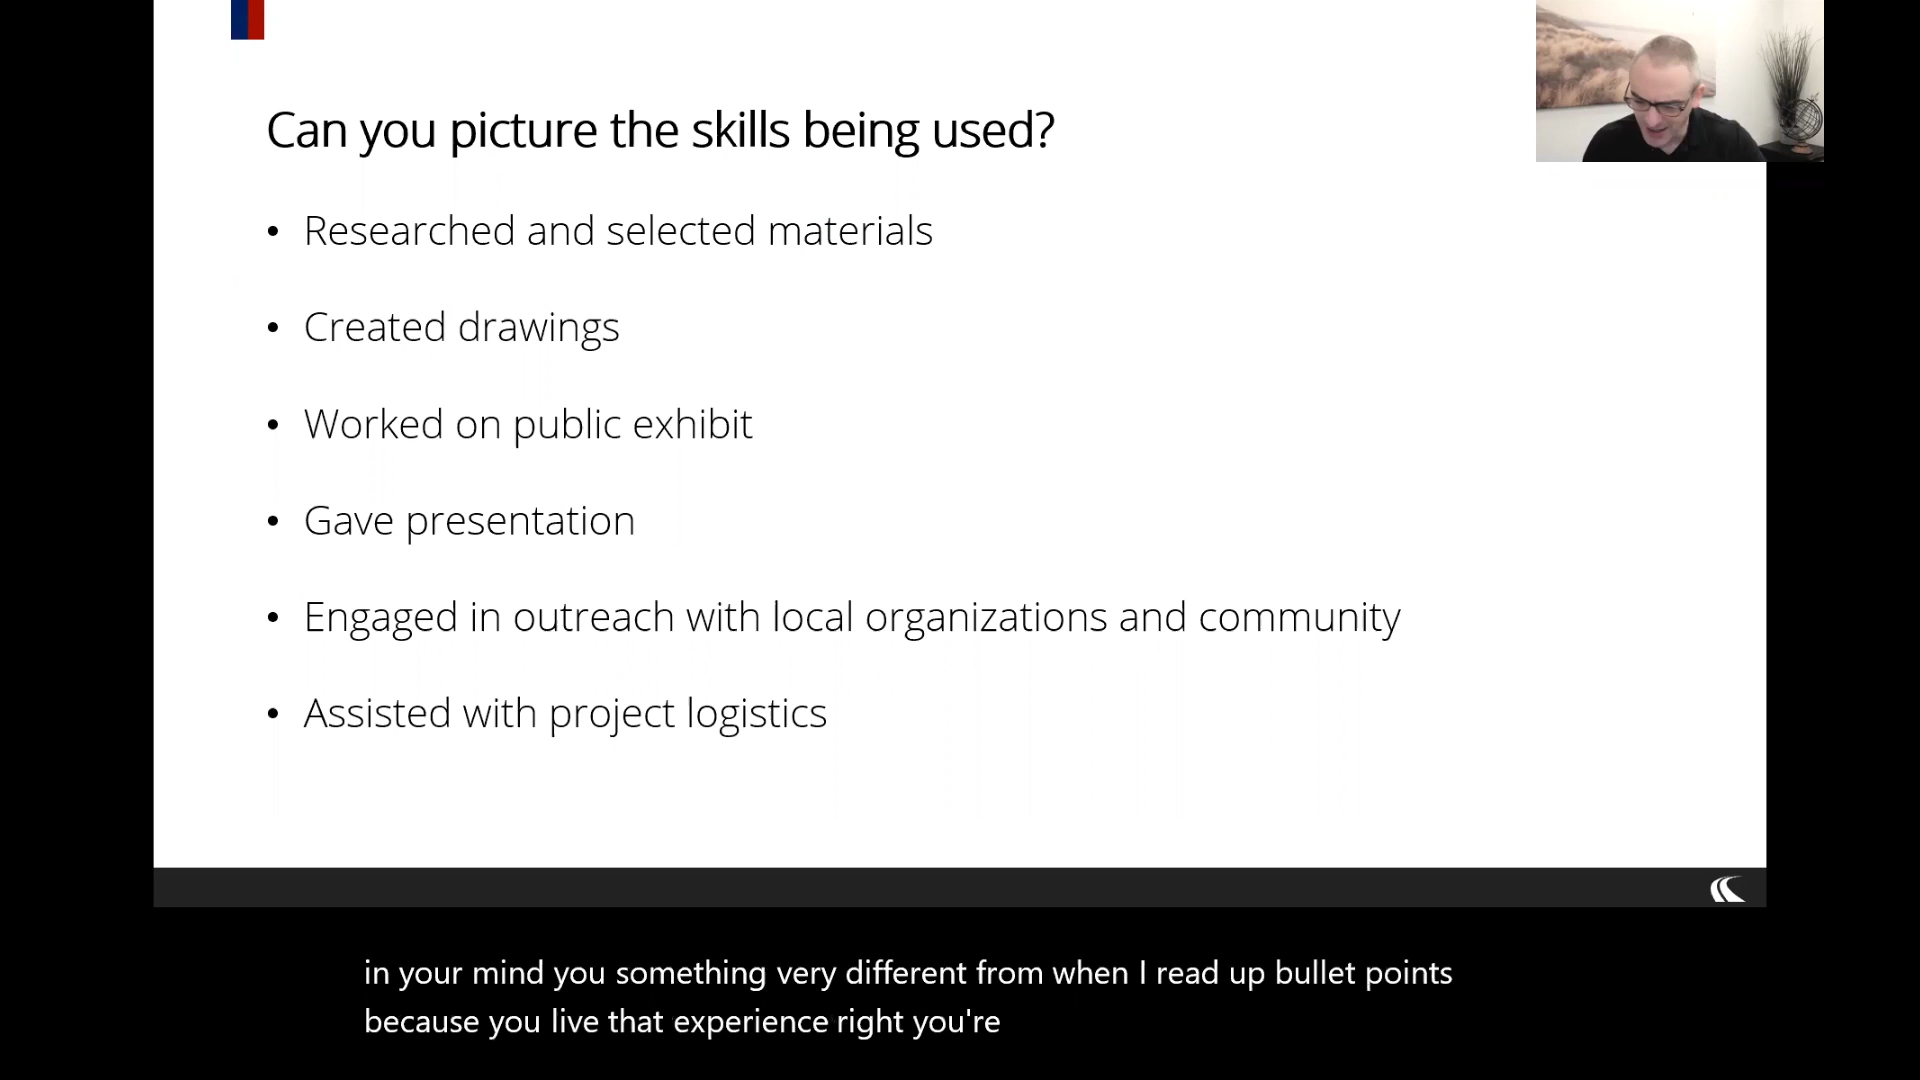 Can you picture the skills being used?
• Researched and selected materials
• Created drawings
• Worked on public exhibit
• Gave presentation
• Engaged in outreach with local organizations and community
• Assisted with project logistics
in your mind you something very different from when I read up bullet points
because you live that experience right you're